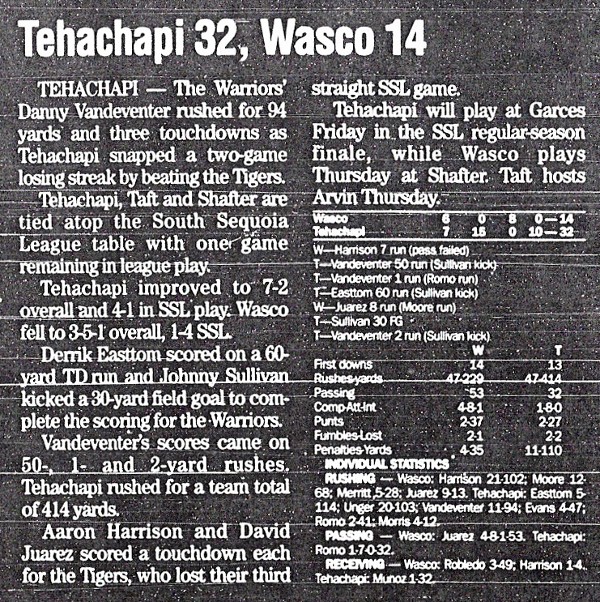 Tehachapi 32, Wasco 14
TEHACHAPI — The Warriors'
Danny Vandeventer rushed for 94
yards and three touchdowns as
Tehachapi snapped a two-game
losing streak by beating the Tigers.
Tehachapi, Taft and Shafter are
tied atop the South Sequoia
League table with one game
remaining in league play.
Tehachapi improved to 7-2
overall and 4-1 in SSL play. Wasco
fell to 3-5-1 overall, 1-4 SSL.
Derrik Easttom scored on a 60-
yard TD run and Johnny Sullivan
kicked a 30-yard field goal to com-
plete the scoring for the Warriors.
Vandeventer's scores came on
50-, 1- and 2-yard rushes.
Tehachapi rushed for a team total
of 414 yards.
Aaron Harrison and David
Juarez scored a touchdown each
for the Tigers, who lost their third
straight SSL game.
Tehachapi will play at Garces
Friday in the SSL regular-season
finale, while Wasco plays
Thursday at Shafter. Taft hosts
Arvin Thursday.
Wasco 6 0 8 0—14
Tehachapi 7 15 0 10—32
W—Harrison 7 run (pass failed)
T—Vandeventer 50 run (Sullivan kick)
T—Vandeventer 1 run (Romo run)
T—Easttom 60 run (Sullivan kick)
W—Juarez 8 run (Moore run)
T—Sullivan 30 FG
T—Vandeventer 2 run (Sullivan kick)
W T
First downs 14 13
Rushes-yards 47-229 47-414
Passing 53 32
Comp-Att-Int 4-8-1 1-8-0
Punts 2-37 2-27
Fumbles-Lost 2-1 2-2
Penalties-Yards 4-35 11-110
INDIVIDUAL STATISTICS
RUSHING — Wasco: Harrison 21-102; Moore 12-
68; Merritt 5-28; Juarez 9-13. Tehachapi: Easttom 5-
114; Unger 20-103; Vandeventer 11-94; Evans 4-47;
Romo 2-41; Morris 4-12.
PASSING — Wasco: Juarez 4-8-1-53. Tehachapi:
Romo 1-7-0-32.
RECEIVING — Wasco: Robledo 3-49; Harrison 1-4.
Tehachapi: Munoz 1-32.